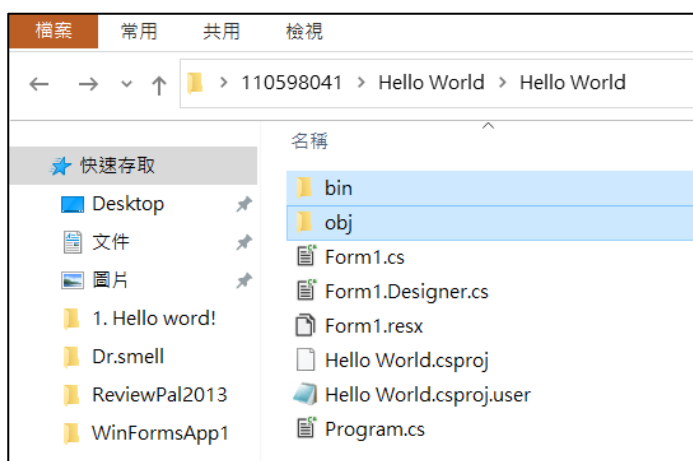 檔案 常用 共用 檢視
← → ↑ > 110598041 > Hello World > Hello World
名稱
快速存取
Desktop
文件
圖片
1. Hello word!
Dr.smell
ReviewPal2013
WinFormsApp1
bin
obj
Form1.cs
Form1.Designer.cs
Form1.resx
Hello World.csproj
Hello World.csproj.user
Program.cs